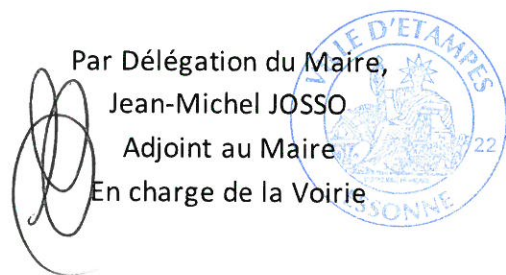 Par Délégation du Maire,
Jean-Michel JOSSO
Adjoint au Maire
En charge de la Voirie
VILLE D'ETAMPES
22
ESSONNE